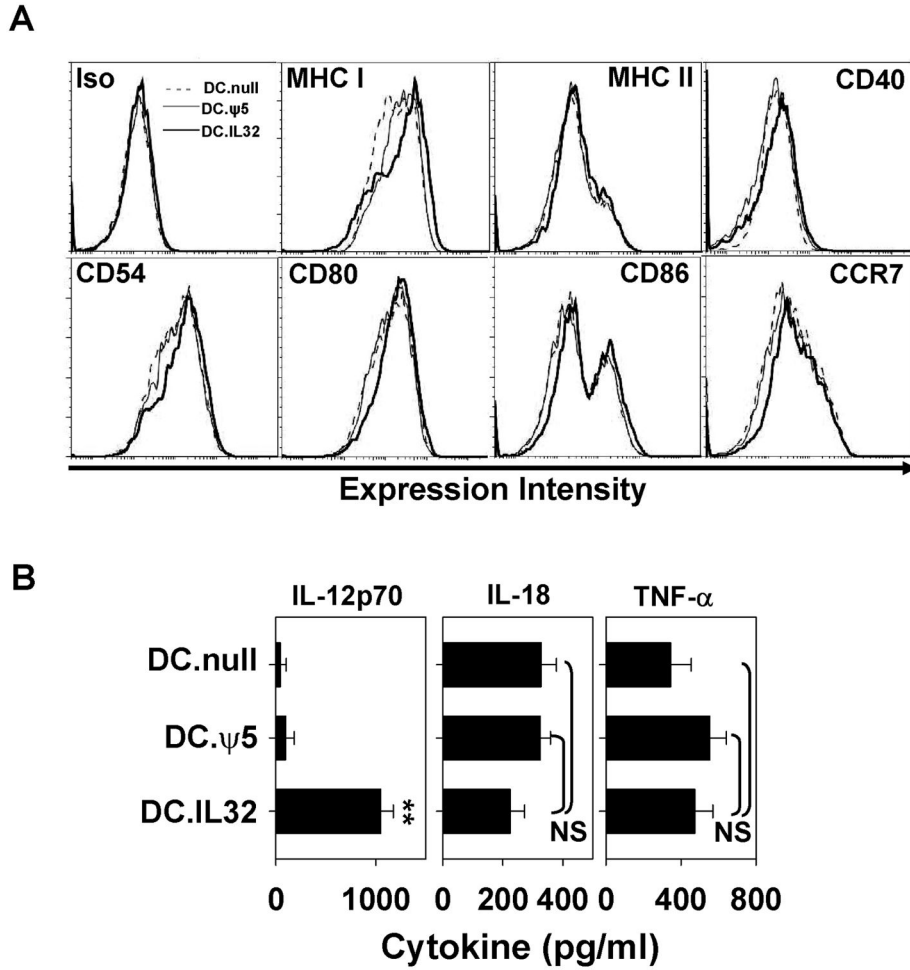 A
Iso
DC.null
DC.ψ5
DC.IL32
MHC I
MHC II
CD40
CD54
CD80
CD86
CCR7
Expression Intensity
B
IL-12p70
IL-18
TNF-α
DC.null
DC.ψ5
DC.IL32
**
NS
NS
0 1000
0 200 400
0 400 800
Cytokine (pg/ml)